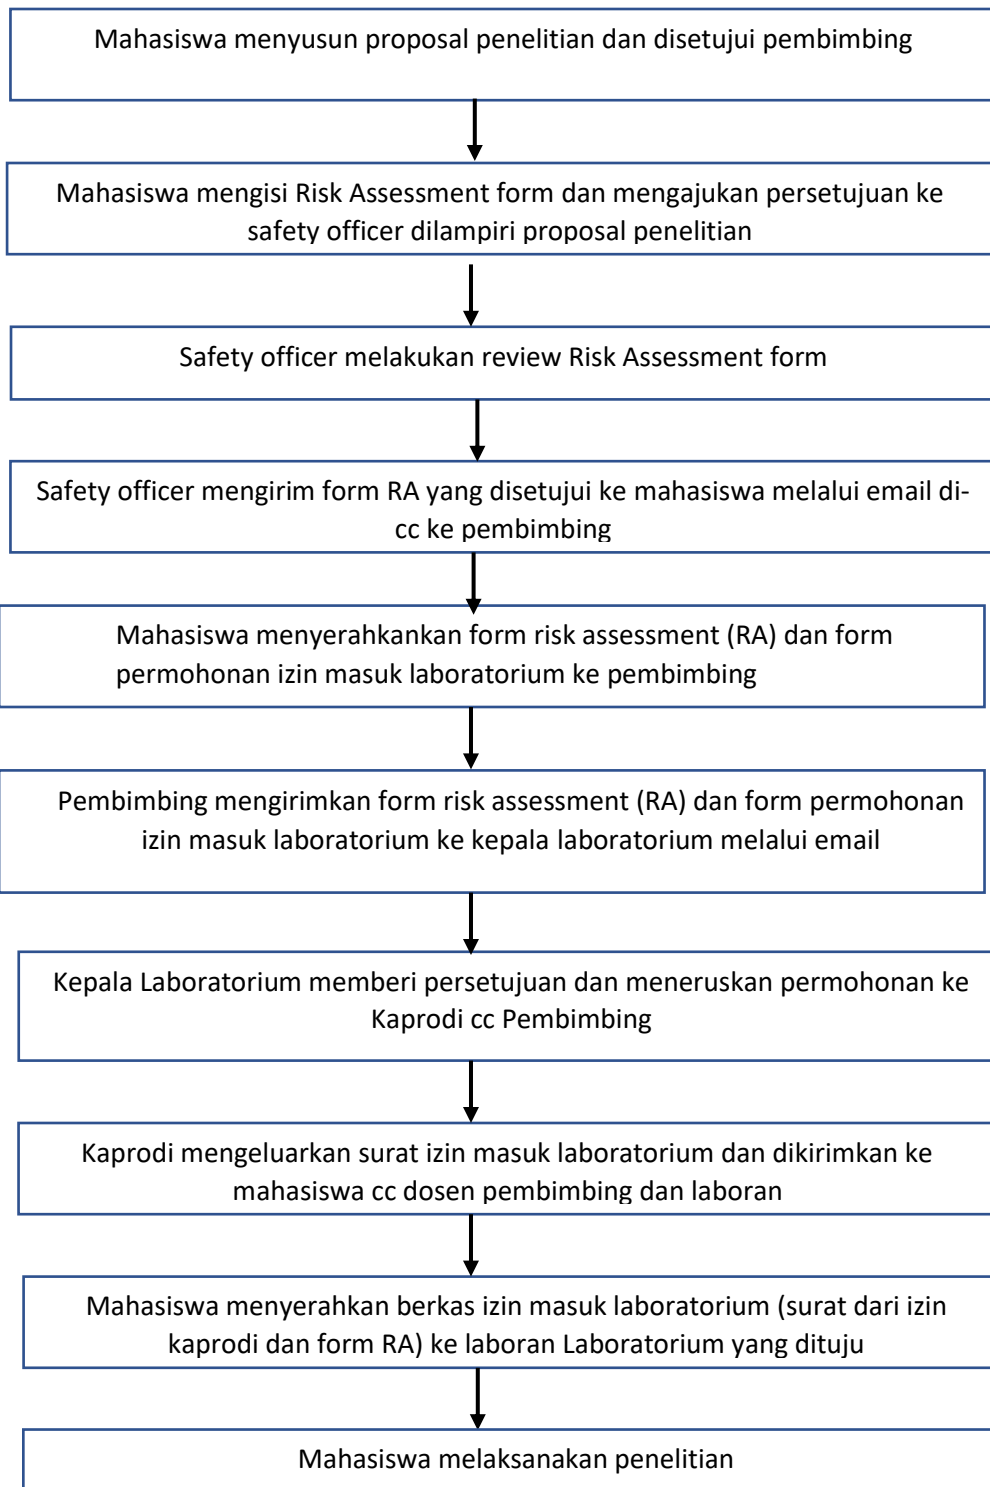 Mahasiswa menyusun proposal penelitian dan disetujui pembimbing
Mahasiswa mengisi Risk Assessment form dan mengajukan persetujuan ke
safety officer dilampiri proposal penelitian
Safety officer melakukan review Risk Assessment form
Safety officer mengirim form RA yang disetujui ke mahasiswa melalui email di-
cc ke pembimbing
Mahasiswa menyerahkankan form risk assessment (RA) dan form
permohonan izin masuk laboratorium ke pembimbing
Pembimbing mengirimkan form risk assessment (RA) dan form permohonan
izin masuk laboratorium ke kepala laboratorium melalui email
Kepala Laboratorium memberi persetujuan dan meneruskan permohonan ke
Kaprodi cc Pembimbing
Kaprodi mengeluarkan surat izin masuk laboratorium dan dikirimkan ke
mahasiswa cc dosen pembimbing dan laboran
Mahasiswa menyerahkan berkas izin masuk laboratorium (surat dari izin
kaprodi dan form RA) ke laboran Laboratorium yang dituju
Mahasiswa melaksanakan penelitian